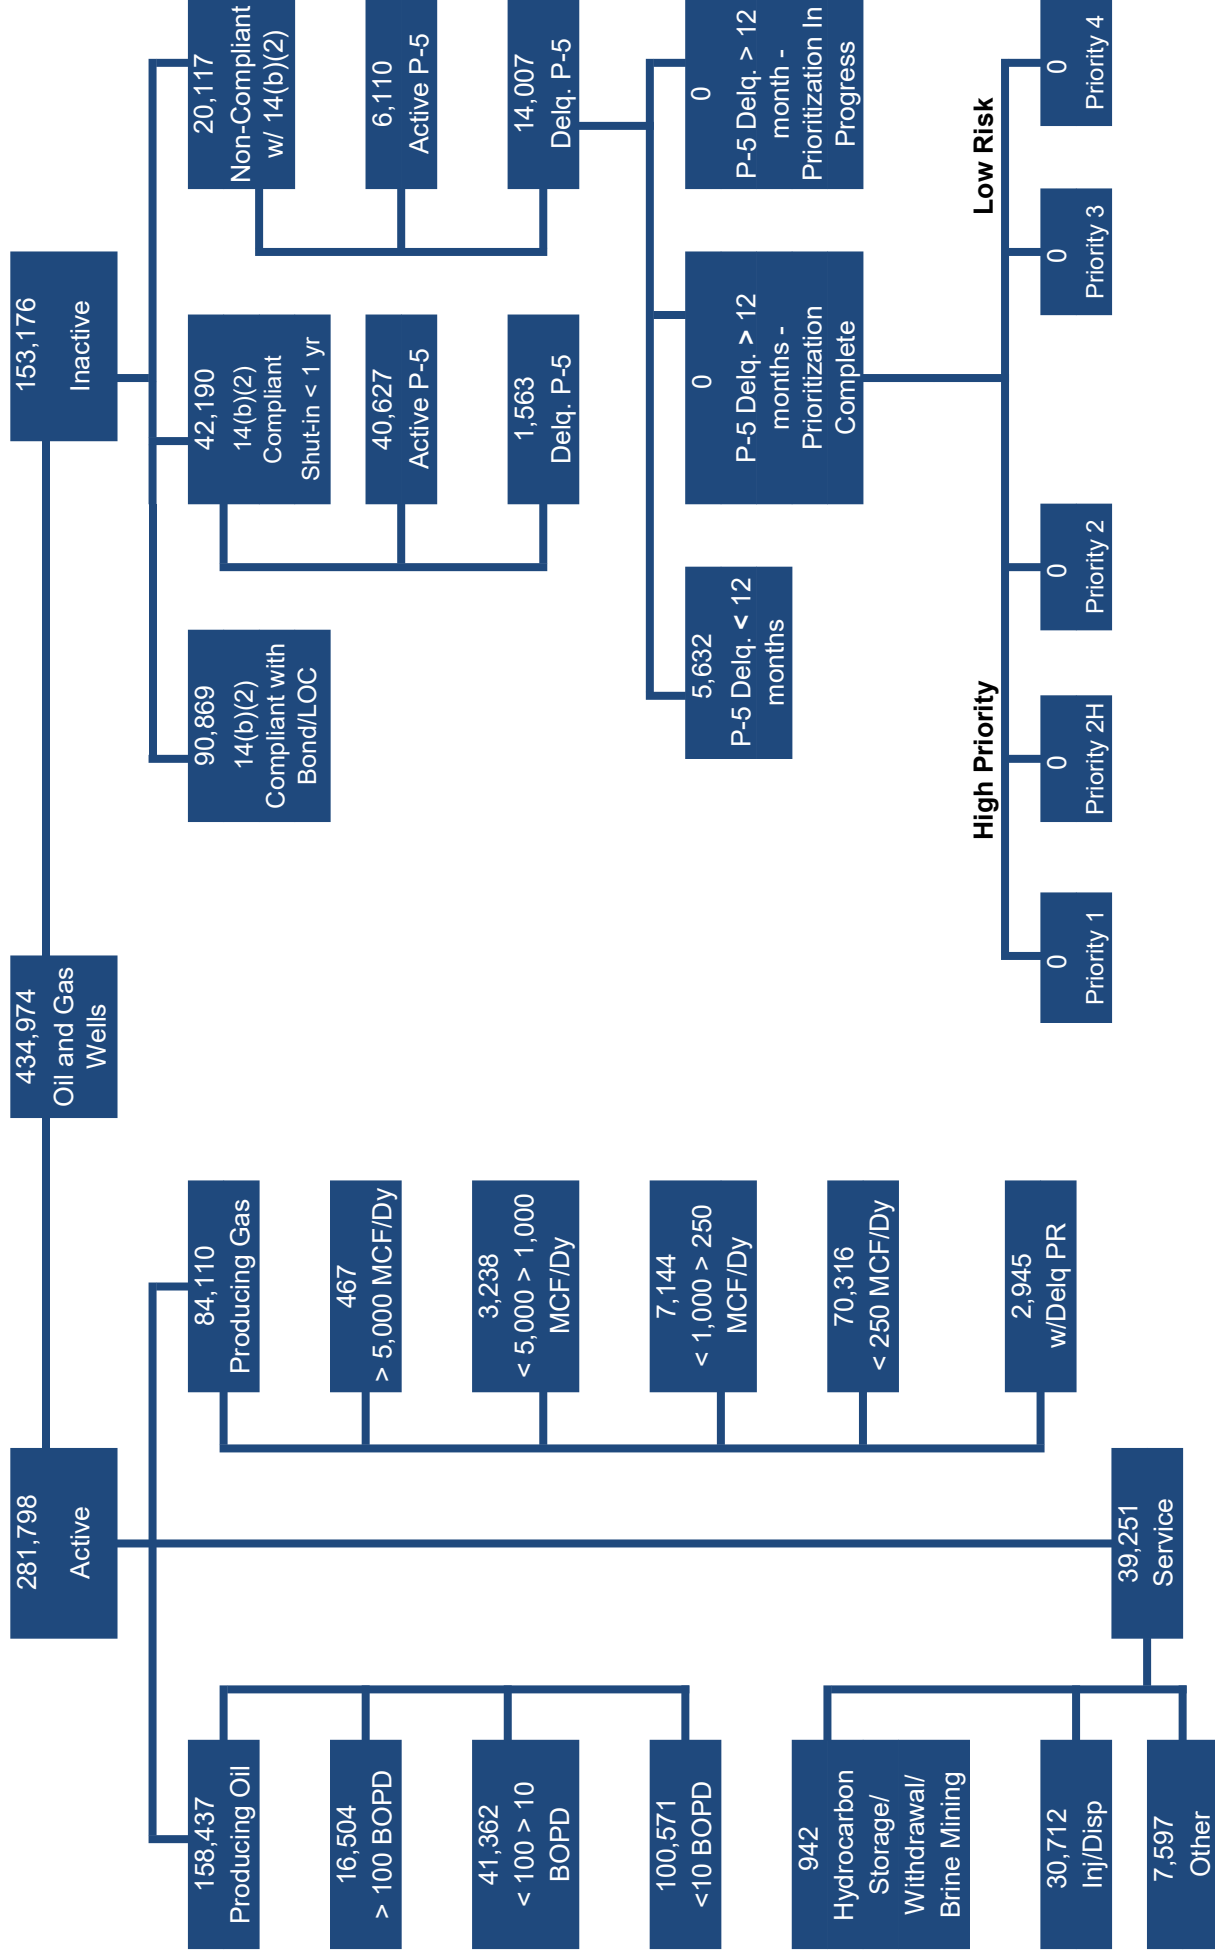 434,974
Oil and Gas
Wells
281,798
Active
153,176
Inactive
158,437
Producing Oil
16,504
> 100 BOPD
41,362
< 100 > 10
BOPD
100,571
<10 BOPD
942
Hydrocarbon
Storage/
Withdrawal/
Brine Mining
30,712
Inj/Disp
7,597
Other
39,251
Service
84,110
Producing Gas
467
> 5,000 MCF/Dy
3,238
< 5,000 > 1,000
MCF/Dy
7,144
< 1,000 > 250
MCF/Dy
70,316
< 250 MCF/Dy
2,945
w/Delq PR
90,869
14(b)(2)
Compliant with
Bond/LOC
42,190
14(b)(2)
Compliant
Shut-in < 1 yr
40,627
Active P-5
1,563
Delq. P-5
20,117
Non-Compliant
w/ 14(b)(2)
6,110
Active P-5
14,007
Delq. P-5
5,632
P-5 Delq. < 12
months
0
P-5 Delq. > 12
months -
Prioritization
Complete
0
P-5 Delq. > 12
month -
Prioritization In
Progress
High Priority
Low Risk
0
Priority 1
0
Priority 2H
0
Priority 2
0
Priority 3
0
Priority 4